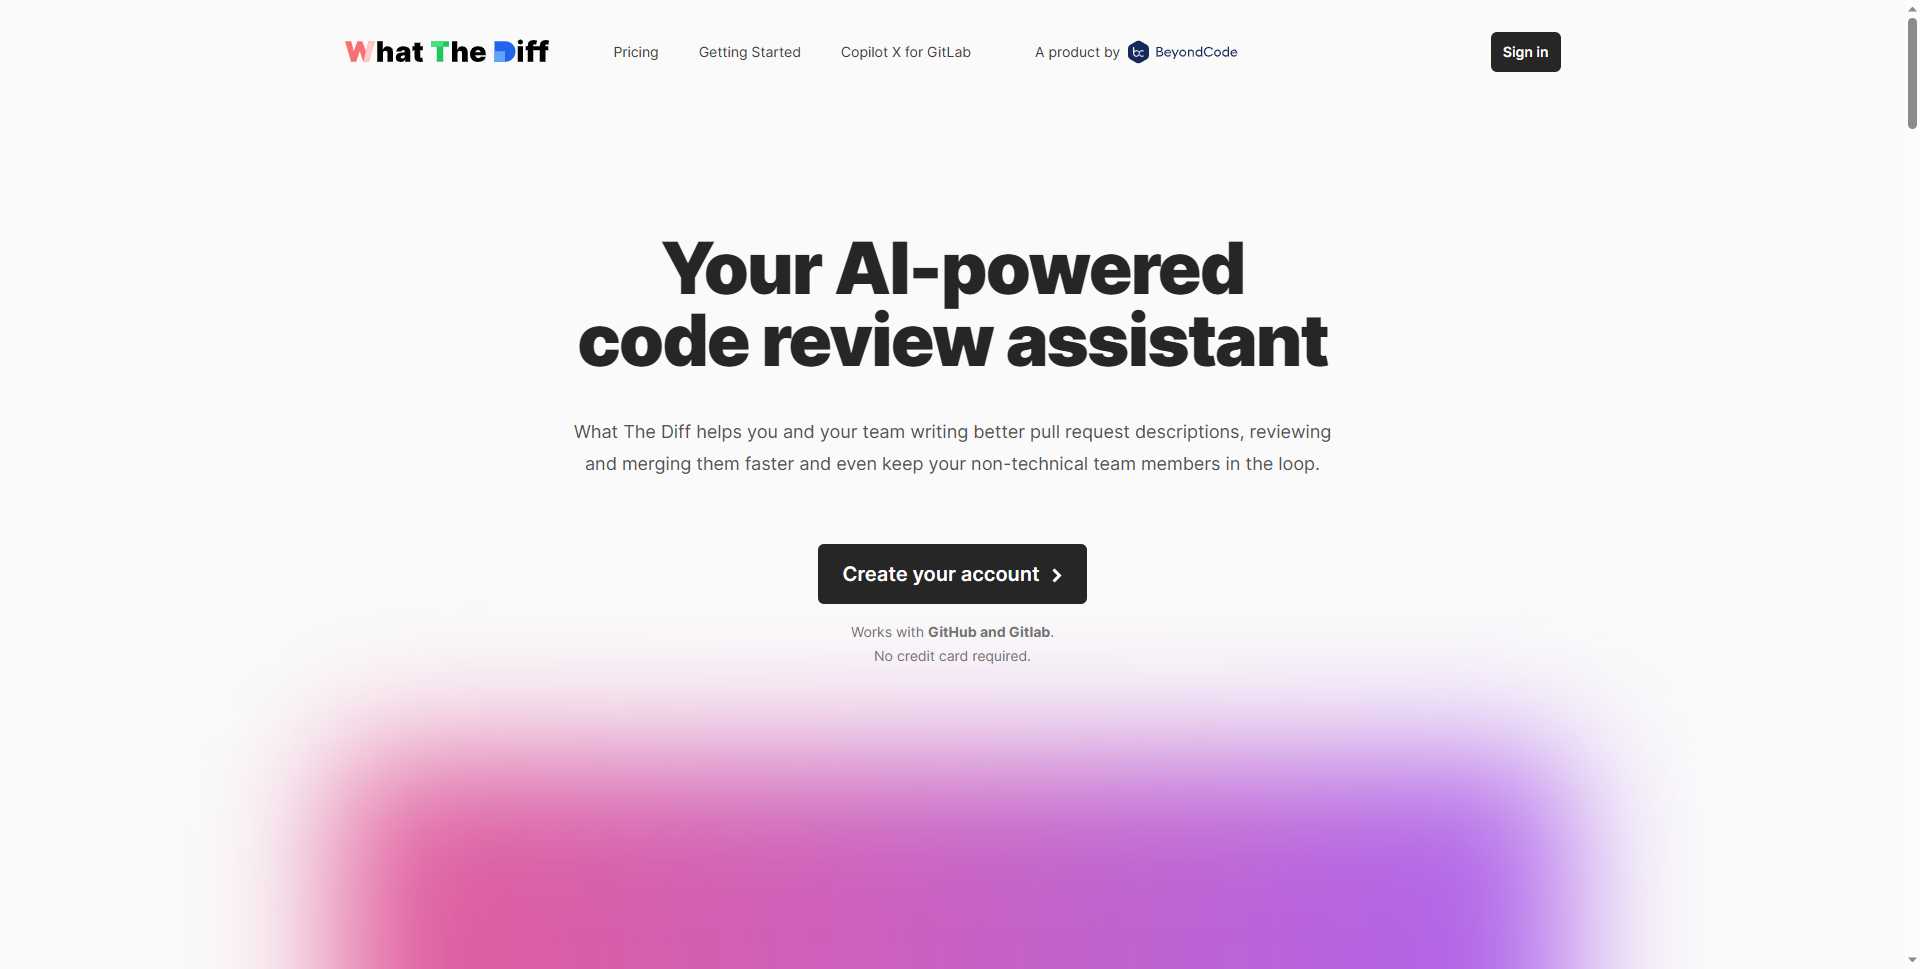 What The Diff
Pricing
Getting Started
Copilot X for GitLab
A product by bc BeyondCode
Sign in
Your AI-powered
code review assistant
What The Diff helps you and your team writing better pull request descriptions, reviewing
and merging them faster and even keep your non-technical team members in the loop.
Create your account
Works with GitHub and Gitlab.
No credit card required.